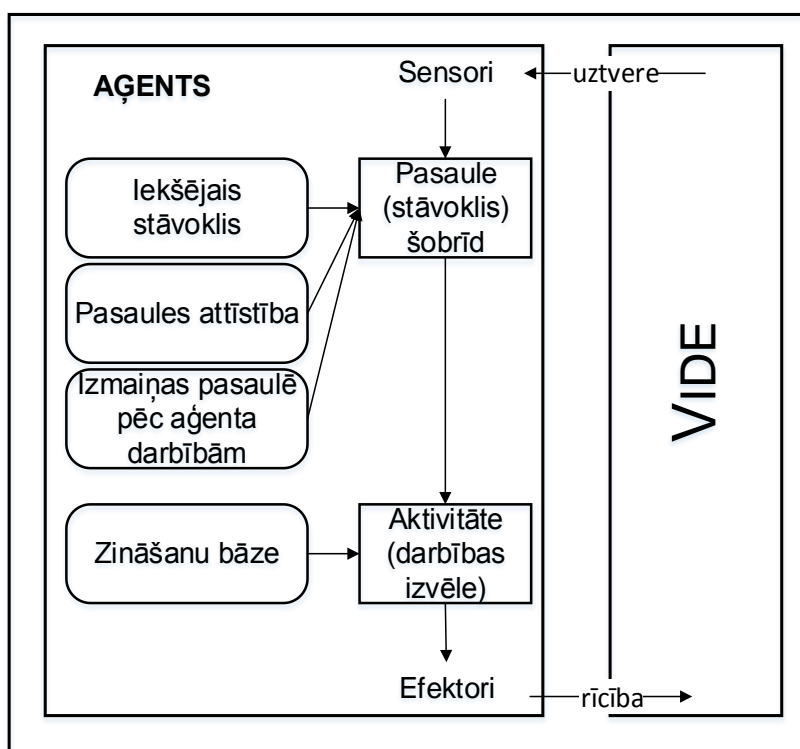 AĢENTS
Sensori
uztvere
Iekšējais
stāvoklis
Pasaule
(stāvoklis)
šobrīd
Pasaules attīstība
Izmaiņas pasaulē
pēc aģenta
darbībām
VIDE
Zināšanu bāze
Aktivitāte
(darbības
izvēle)
Efektori
rīcība